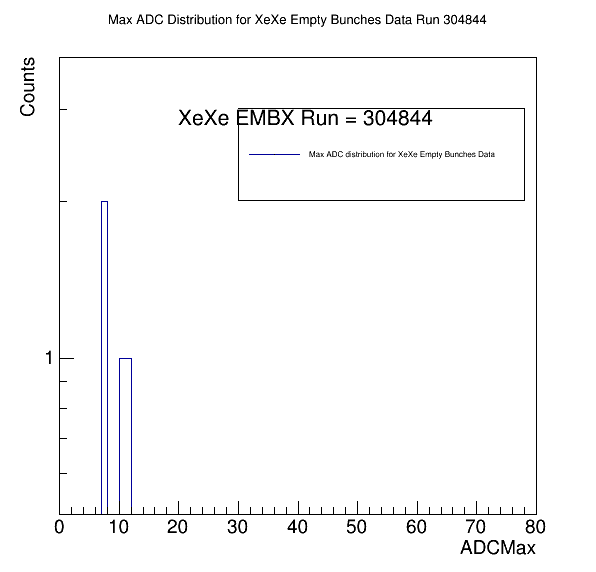 Max ADC Distribution for XeXe Empty Bunches Data Run 304844
Counts
XeXe EMBX Run = 304844
Max ADC distribution for XeXe Empty Bunches Data
1
0 10 20 30 40 50 60 70 80
ADCMax